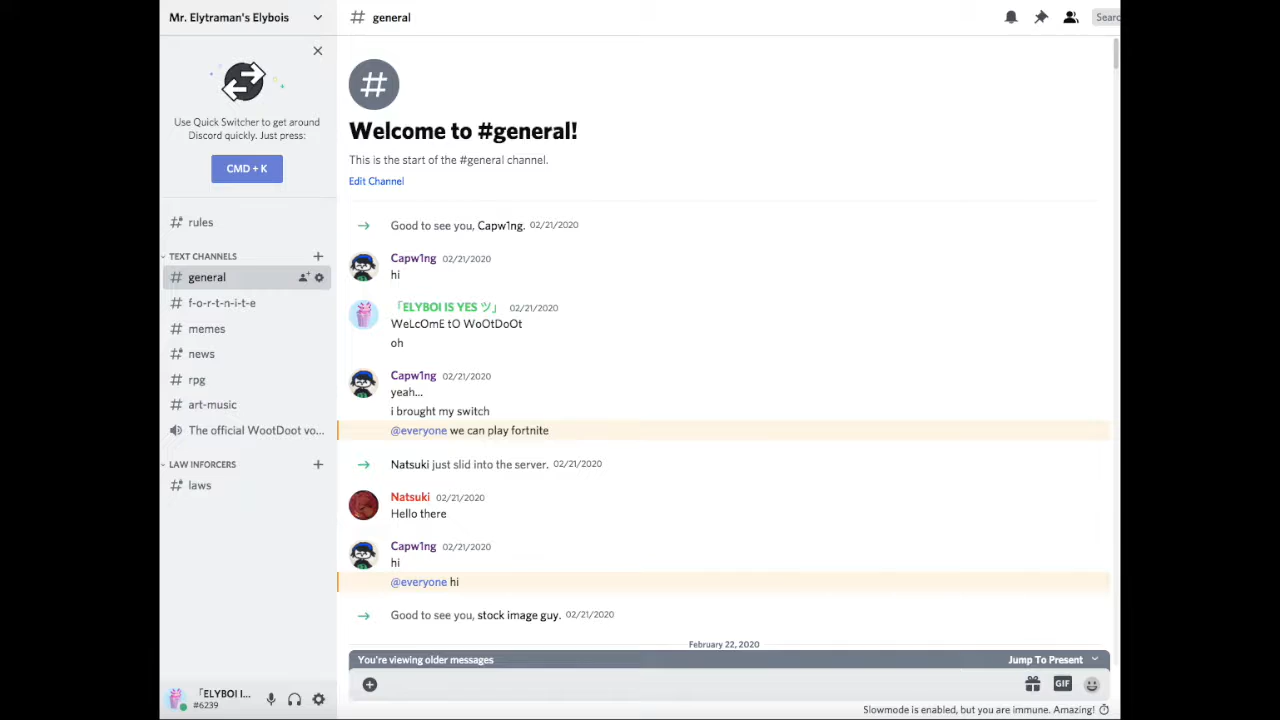 Mr. Elytraman's Elybois
Use Quick Switcher to get around
Discord quickly. Just press:
CMD + K
rules
TEXT CHANNELS
general
f-o-r-t-n-i-t-e
memes
news
rpg
art-music
The official WootDoot vo...
LAW INFORCERS
laws
「ELYBOI I...
#6239
# general
Sear
Welcome to #general!
This is the start of the #general channel.
Edit Channel
Good to see you, Capw1ng. 02/21/2020
Capw1ng 02/21/2020
hi
「ELYBOI IS YES ツ」 02/21/2020
WeLcOmE tO WoOtDoOt
oh
Capw1ng 02/21/2020
yeah...
i brought my switch
@everyone we can play fortnite
Natsuki just slid into the server. 02/21/2020
Natsuki 02/21/2020
Hello there
Capw1ng 02/21/2020
hi
@everyone hi
Good to see you, stock image guy. 02/21/2020
February 22, 2020
You're viewing older messages
Jump To Present
GIF
Slowmode is enabled, but you are immune. Amazing!